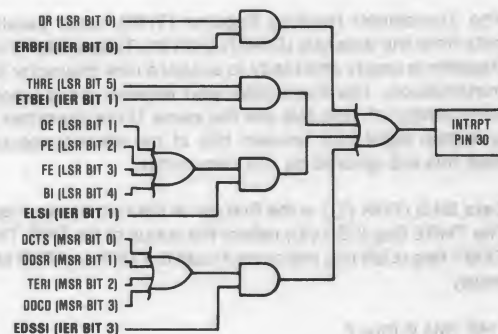 DR (LSR BIT 0)
ERBFI (IER BIT 0)
THRE (LSR BIT 5)
ETBEI (IER BIT 1)
OE (LSR BIT 1)
PE (LSR BIT 2)
FE (LSR BIT 3)
BI (LSR BIT 4)
ELSI (IER BIT 1)
DCTS (MSR BIT 0)
DDSR (MSR BIT 1)
TERI (MSR BIT 2)
DDCD (MSR BIT 3)
EDSSI (IER BIT 3)
INTRPT
PIN 30